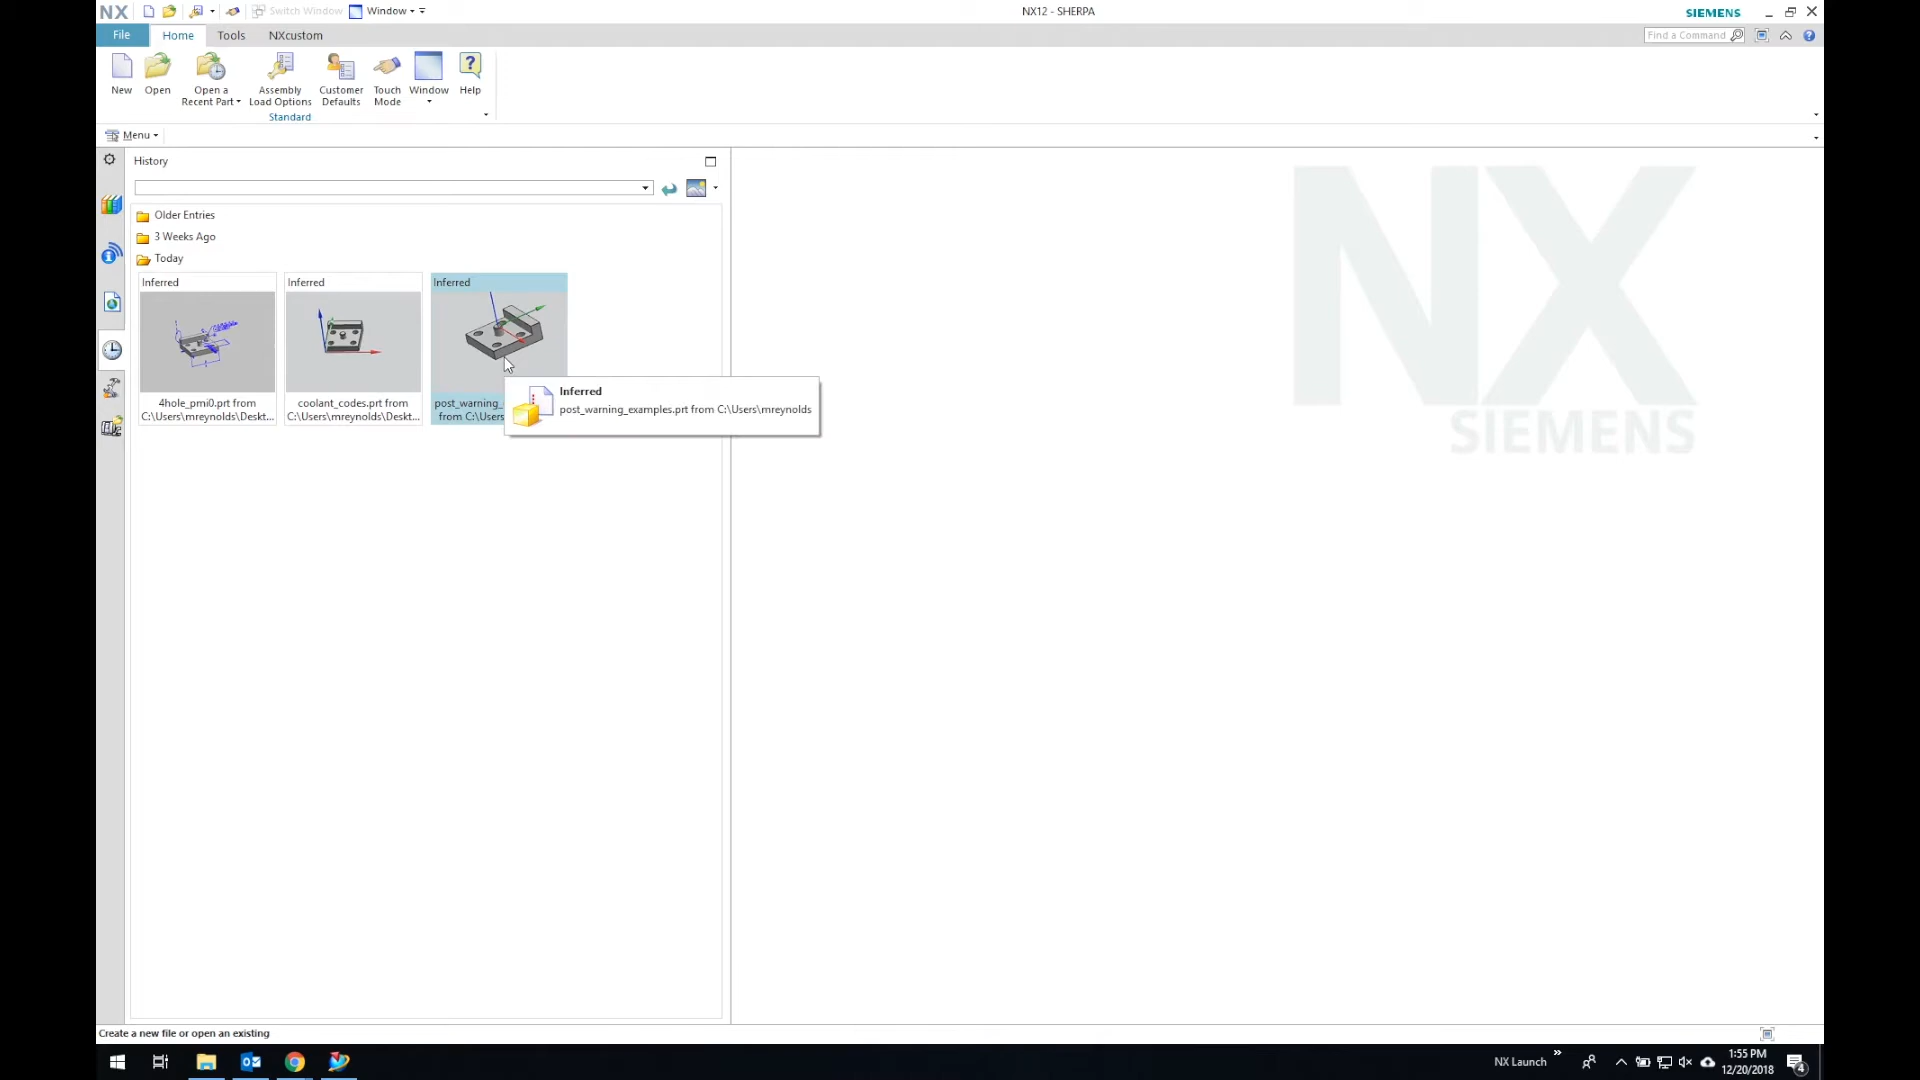 NX
Switch Window
Window
NX12 - SHERPA
SIEMENS
File
Home
Tools
NXcustom
Find a Command
New
Open
Open a
Recent Part
Assembly
Load Options
Customer
Defaults
Touch
Mode
Window
Help
Standard
Menu
History
Older Entries
3 Weeks Ago
Today
Inferred
Inferred
Inferred
4hole_pmi0.prt from
C:\Users\mreynolds\Deskt...
coolant_codes.prt from
C:\Users\mreynolds\Deskt...
post_warning_
from C:\Users
Inferred
post_warning_examples.prt from C:\Users\mreynolds
NX
SIEMENS
Create a new file or open an existing
NX Launch
1:55 PM
12/20/2018
4